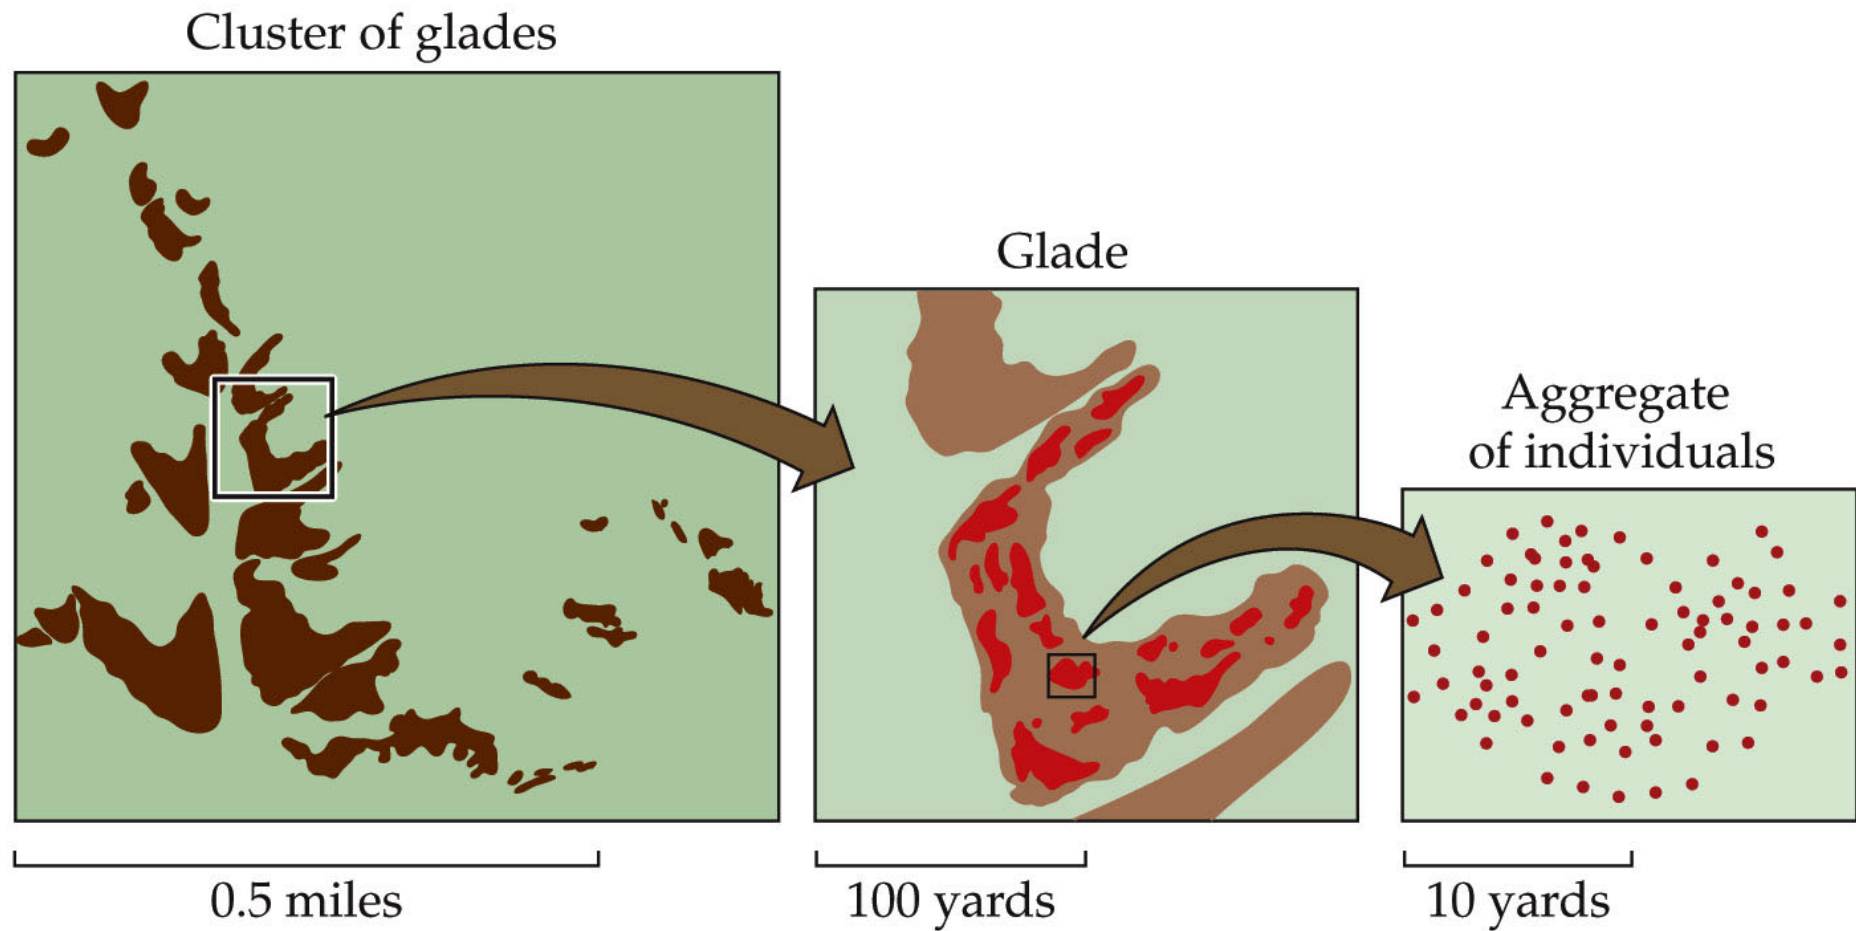 Cluster of glades
Glade
Aggregate
of individuals
0.5 miles
100 yards
10 yards